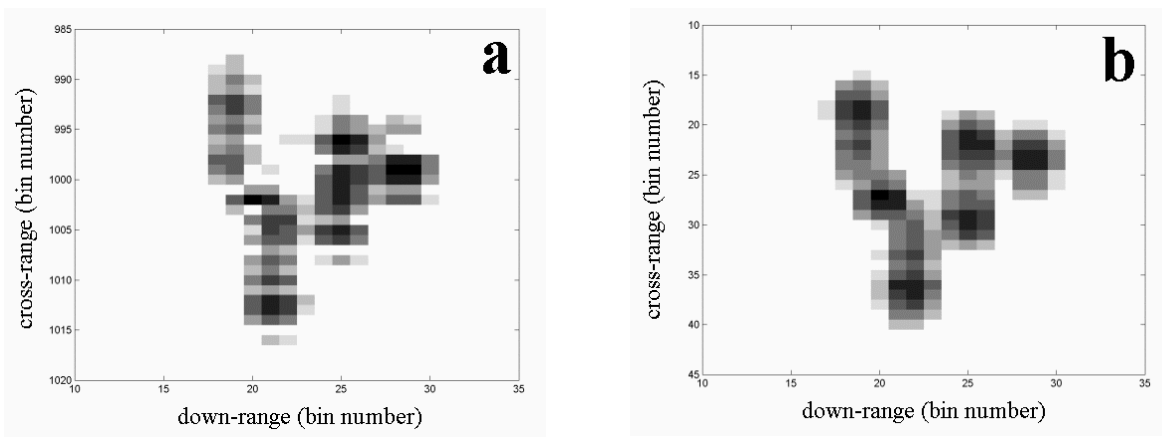 a
cross-range (bin number)
985
990
995
1000
1005
1010
1015
1020
10 15 20 25 30 35
down-range (bin number)
b
cross-range (bin number)
10
15
20
25
30
35
40
45
10 15 20 25 30 35
down-range (bin number)